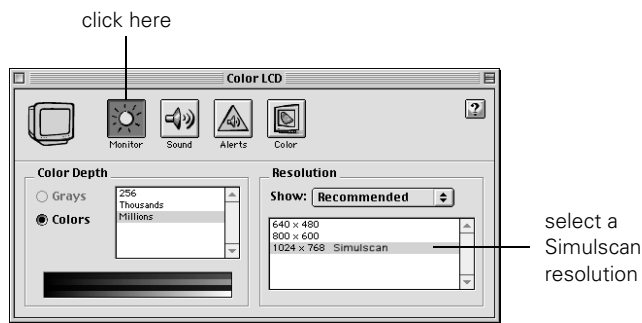 click here
Color LCD
?
Monitor Sound Alerts Color
Color Depth
Grays
Colors
256
Thousands
Millions
Resolution
Show: Recommended
640 x 480
800 x 600
1024 x 768 Simulscan
select a
Simulscan
resolution